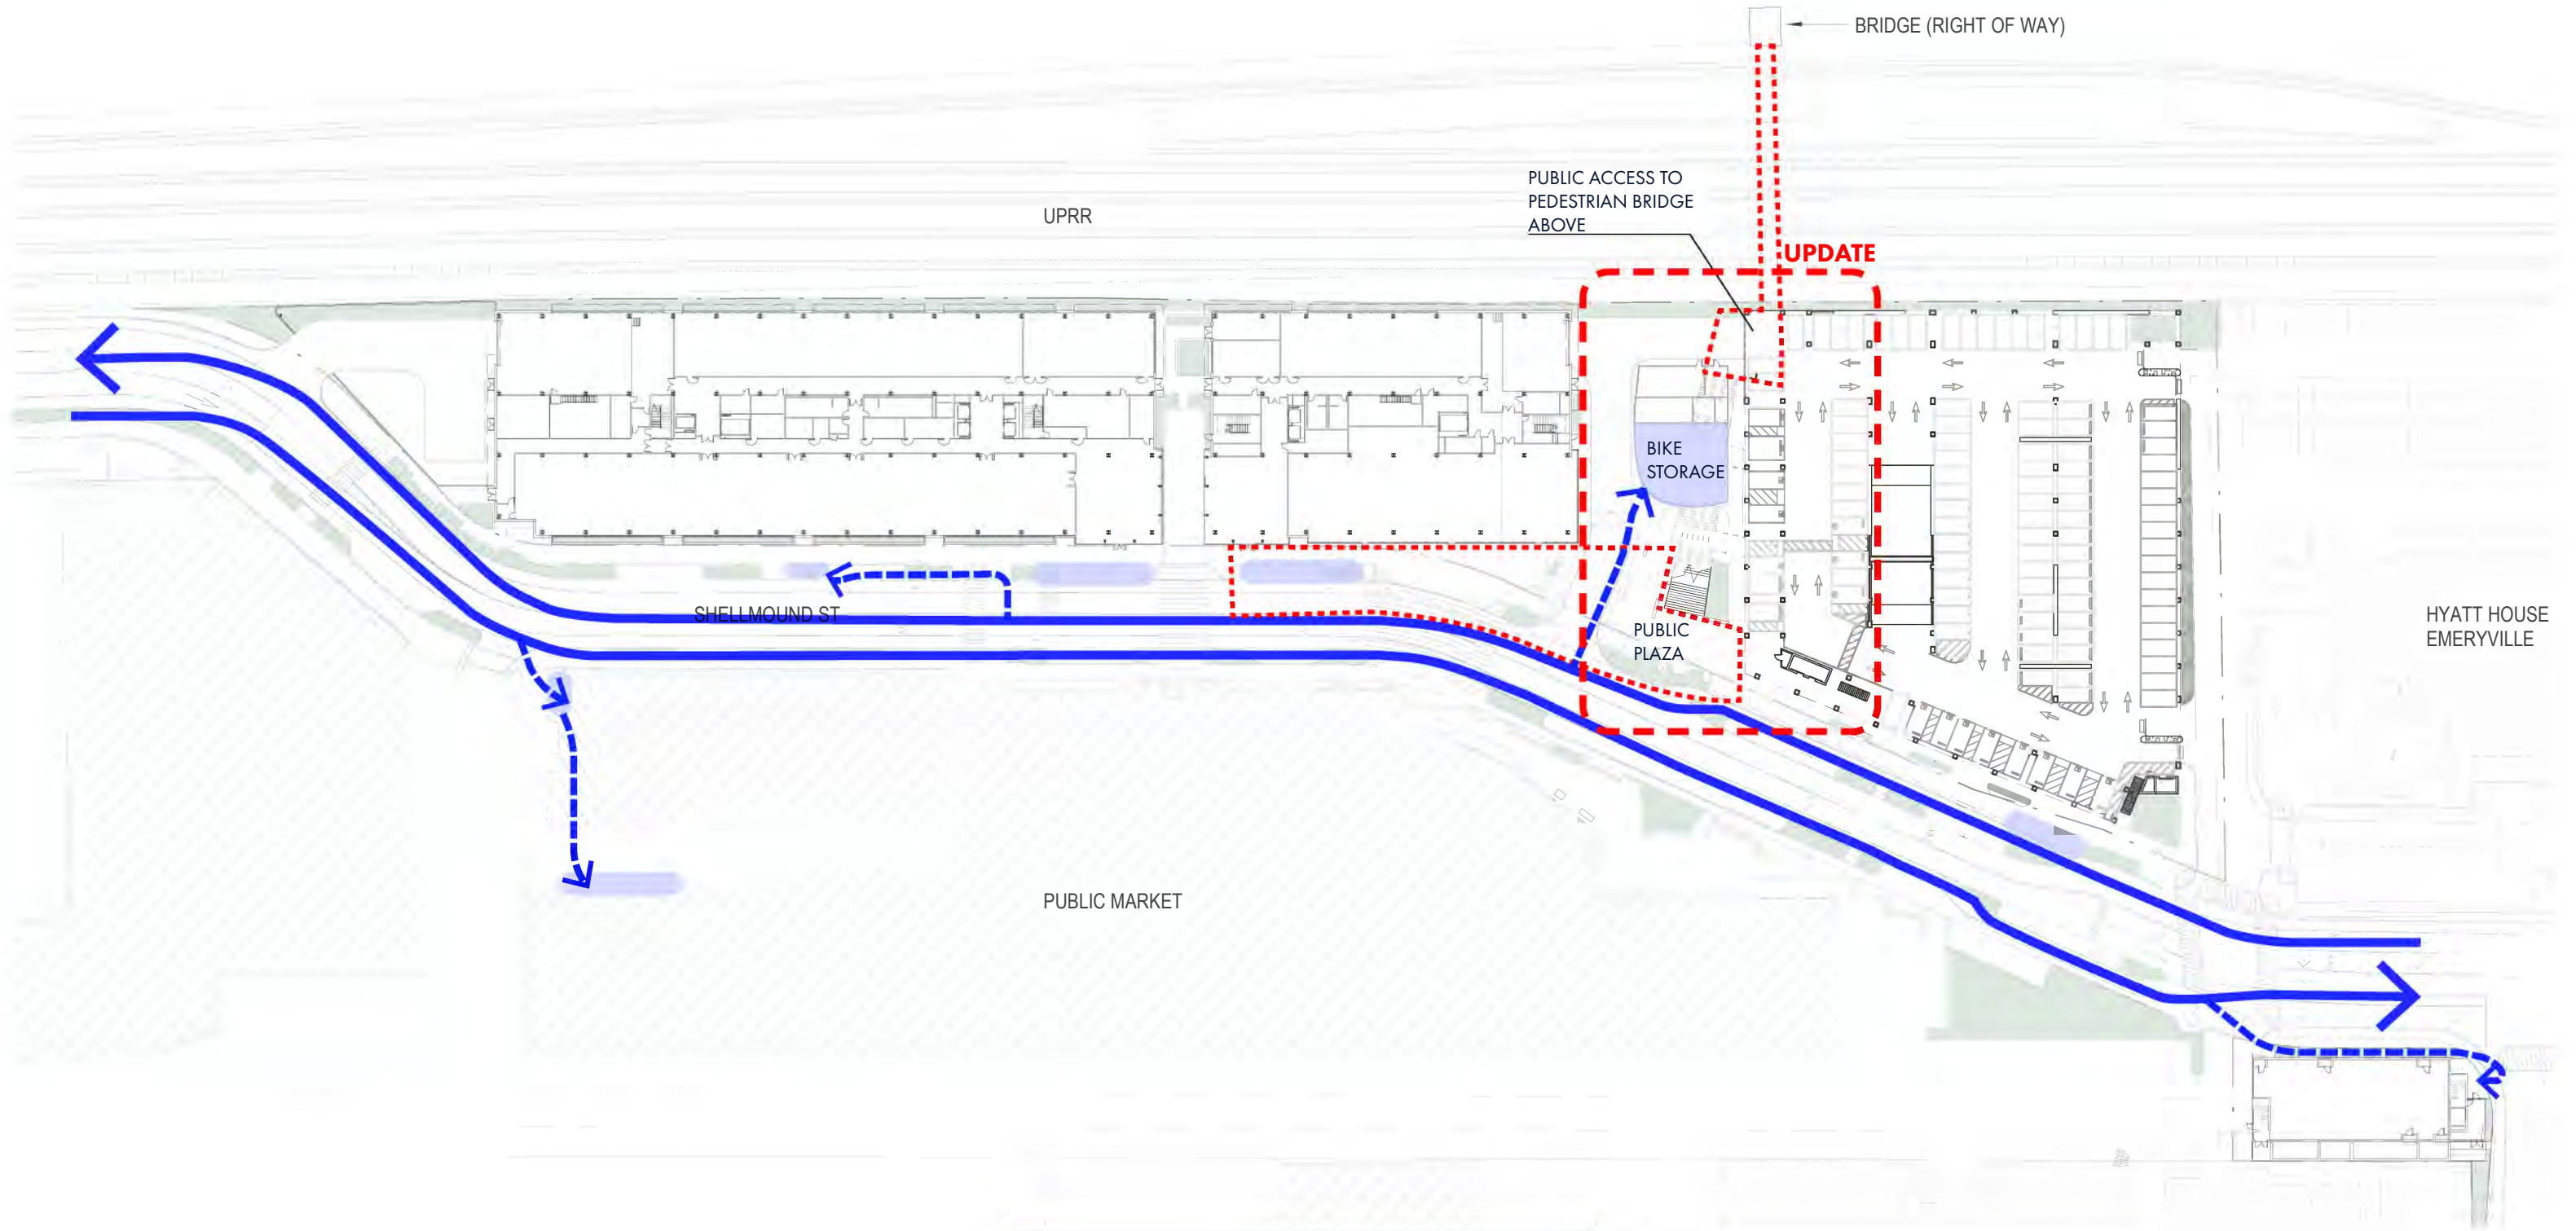 BRIDGE (RIGHT OF WAY)
PUBLIC ACCESS TO
PEDESTRIAN BRIDGE
ABOVE
UPRR
UPDATE
BIKE
STORAGE
SHELLMOUND ST
PUBLIC
PLAZA
HYATT HOUSE
EMERYVILLE
PUBLIC MARKET